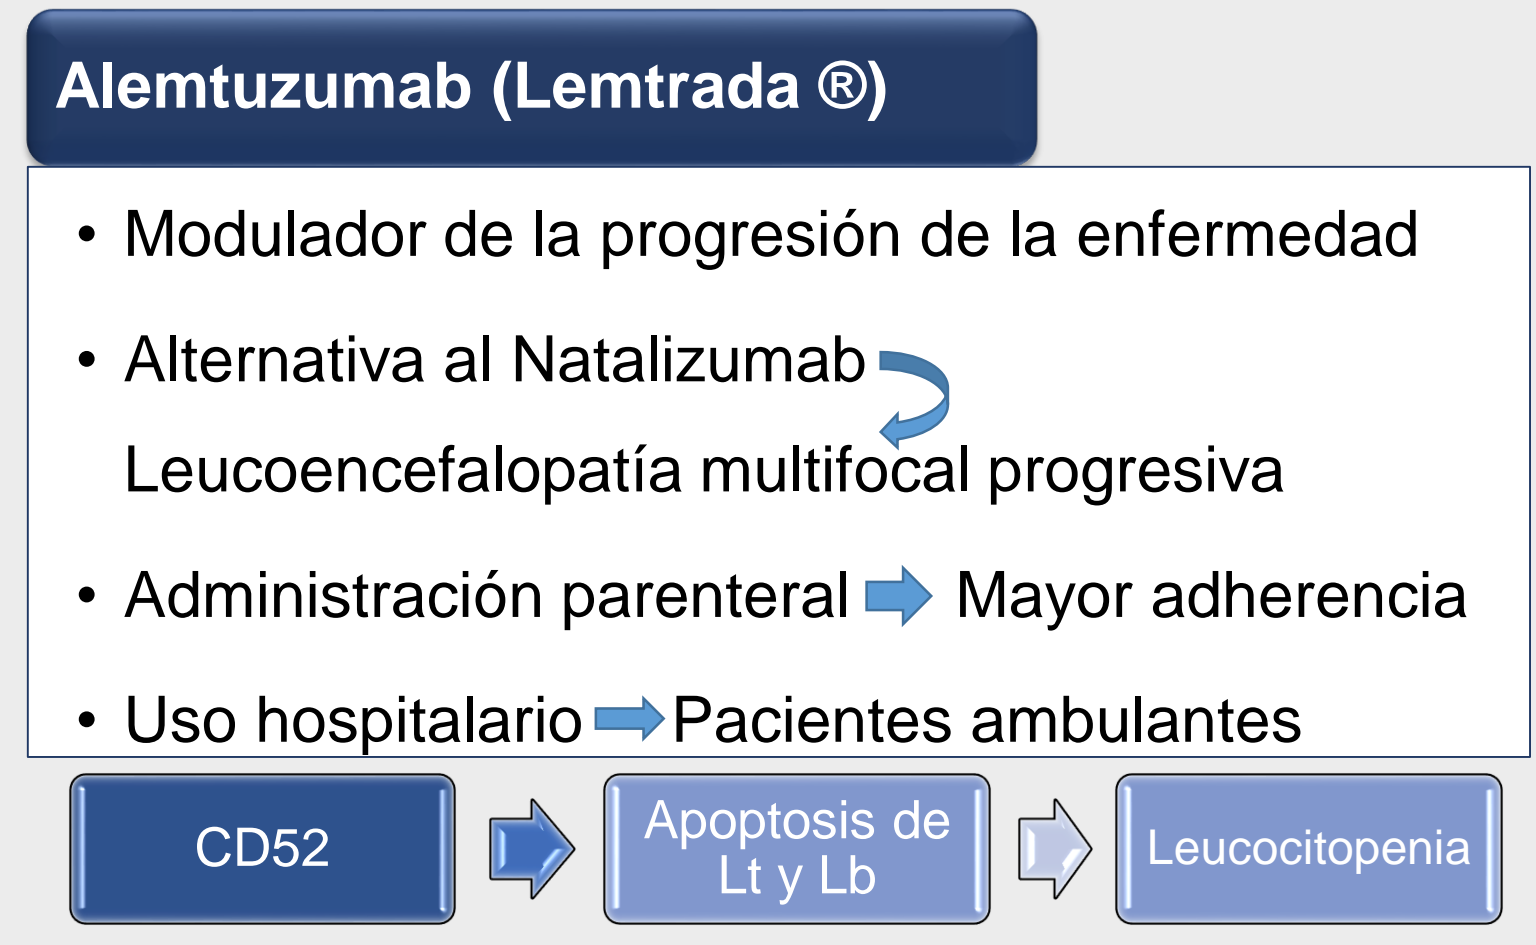 Alemtuzumab (Lemtrada ®)
• Modulador de la progresión de la enfermedad
• Alternativa al Natalizumab
Leucoencefalopatía multifocal progresiva
• Administración parenteral Mayor adherencia
• Uso hospitalario Pacientes ambulantes
CD52
Apoptosis de
Lt y Lb
Leucocitopenia